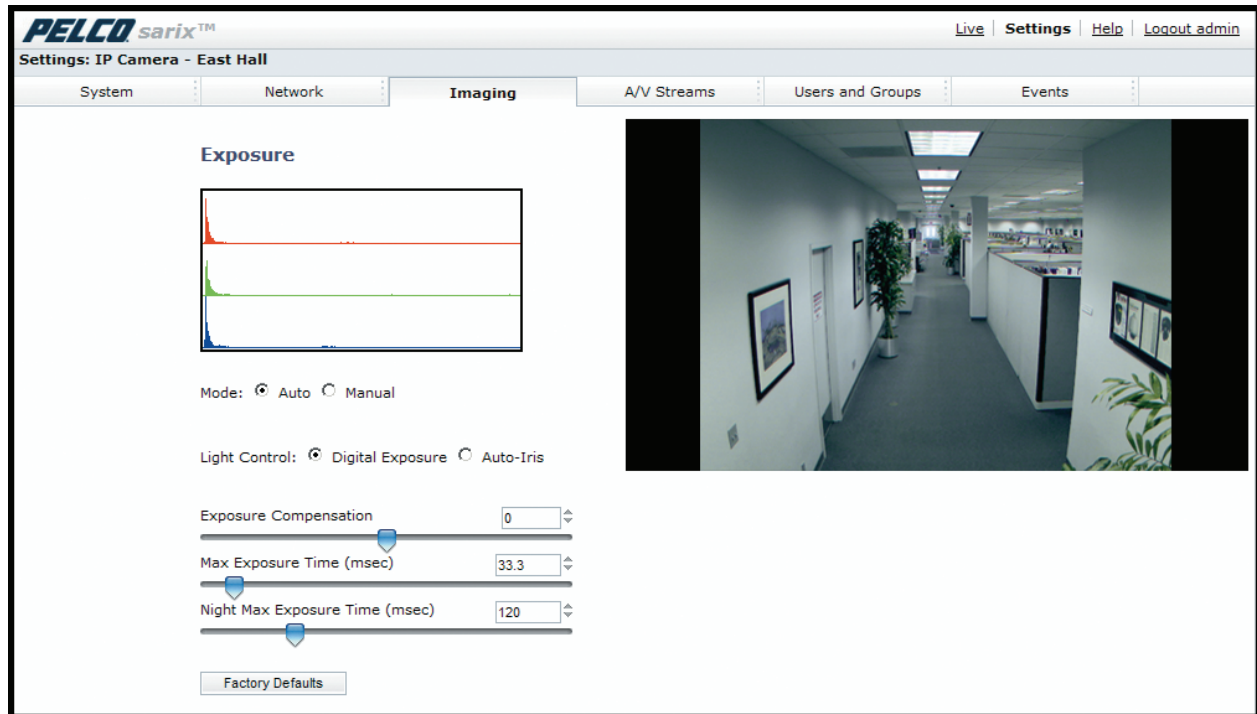 PELCO sarix™
Live | Settings | Help | Logout admin
Settings: IP Camera - East Hall
System Network Imaging A/V Streams Users and Groups Events
Exposure
Mode: Auto Manual
Light Control: Digital Exposure Auto-Iris
Exposure Compensation 0
Max Exposure Time (msec) 33.3
Night Max Exposure Time (msec) 120
Factory Defaults